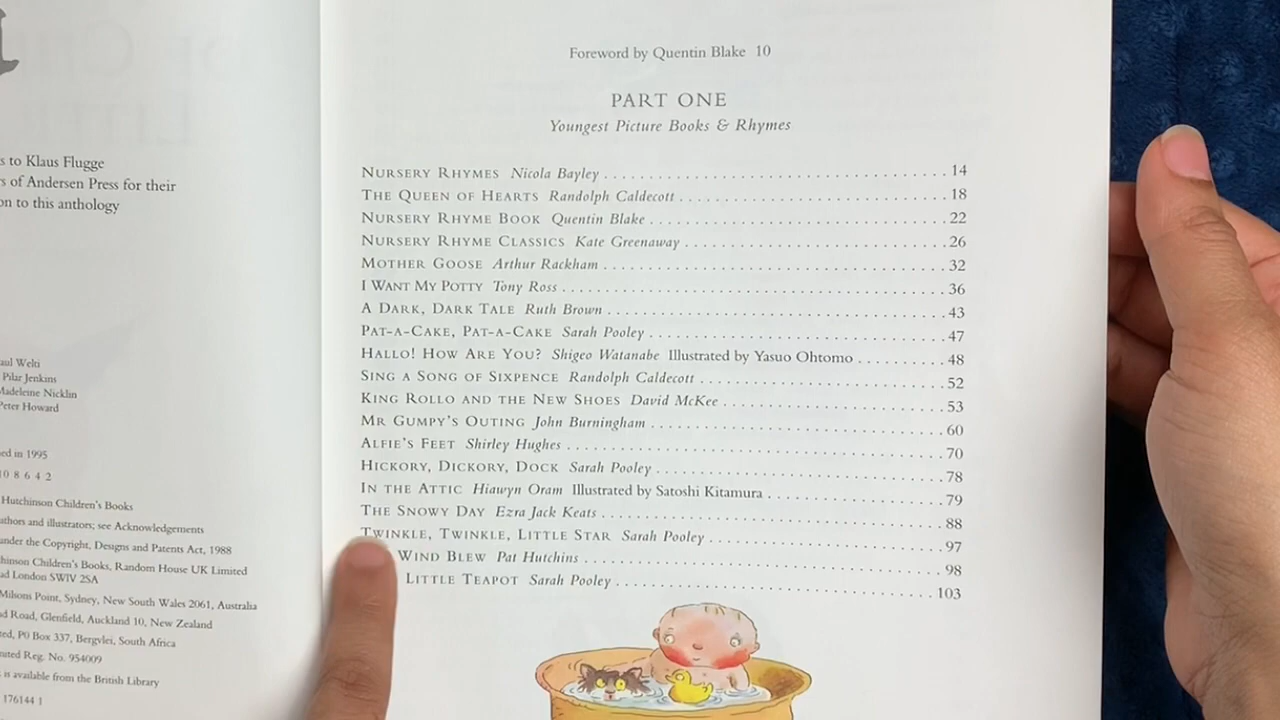 s to Klaus Flugge
s of Andersen Press for their
on to this anthology
aul Welti
Pilar Jenkins
Madeleine Nicklin
Peter Howard
ed in 1995
10 8 6 4 2
Hutchinson Children's Books
uthors and illustrators; see Acknowledgements
under the Copyright, Designs and Patents Act, 1988
hinson Children's Books, Random House UK Limited
ad London SW1V 2SA
Milsons Point, Sydney, New South Wales 2061, Australia
d Road, Glenfield, Auckland 10, New Zealand
ted, PO Box 337, Bergvlei, South Africa
mited Reg. No. 954009
is available from the British Library
176144 1
Foreword by Quentin Blake 10
PART ONE
Youngest Picture Books & Rhymes
NURSERY RHYMES Nicola Bayley 14
THE QUEEN OF HEARTS Randolph Caldecott 18
NURSERY RHYME BOOK Quentin Blake 22
NURSERY RHYME CLASSICS Kate Greenaway 26
MOTHER GOOSE Arthur Rackham 32
I WANT MY POTTY Tony Ross 36
A DARK, DARK TALE Ruth Brown 43
PAT-A-CAKE, PAT-A-CAKE Sarah Pooley 47
HALLO! HOW ARE YOU? Shigeo Watanabe Illustrated by Yasuo Ohtomo 48
SING A SONG OF SIXPENCE Randolph Caldecott 52
KING ROLLO AND THE NEW SHOES David McKee 53
MR GUMPY'S OUTING John Burningham 60
ALFIE'S FEET Shirley Hughes 70
HICKORY, DICKORY, DOCK Sarah Pooley 78
IN THE ATTIC Hiawyn Oram Illustrated by Satoshi Kitamura 79
THE SNOWY DAY Ezra Jack Keats 88
TWINKLE, TWINKLE, LITTLE STAR Sarah Pooley 97
WIND BLEW Pat Hutchins 98
LITTLE TEAPOT Sarah Pooley 103